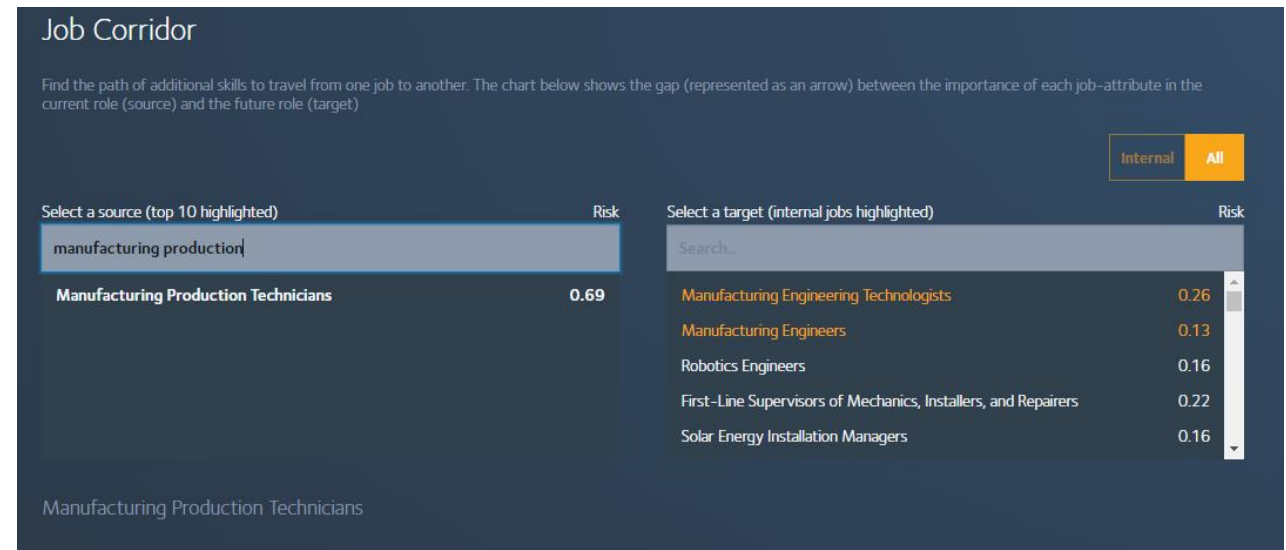 Job Corridor
Find the path of additional skills to travel from one job to another. The chart below shows the gap (represented as an arrow) between the importance of each job-attribute in the
current role (source) and the future role (target)
Internal All
Select a source (top 10 highlighted) Risk
manufacturing production
Manufacturing Production Technicians 0.69
Select a target (internal jobs highlighted) Risk
Search..
Manufacturing Engineering Technologists 0.26
Manufacturing Engineers 0.13
Robotics Engineers 0.16
First-Line Supervisors of Mechanics, Installers, and Repairers 0.22
Solar Energy Installation Managers 0.16
Manufacturing Production Technicians